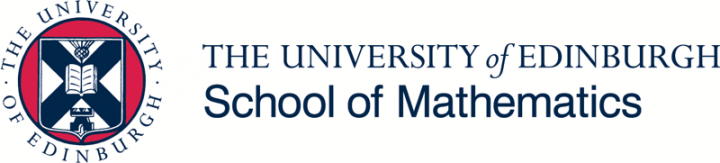 THE UNIVERSITY OF EDINBURGH
THE UNIVERSITY of EDINBURGH
School of Mathematics